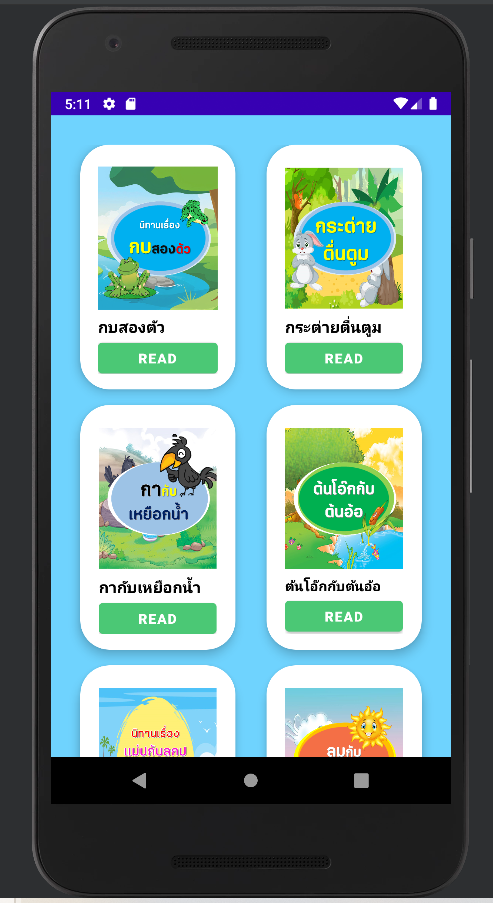 5:11
นิทานเรื่อง
กบสองตัว
กบสองตัว
READ
กระต่าย
ตื่นตูม
กระต่ายตื่นตูม
READ
กากับ
เหยือกน้ำ
กากับเหยือกน้ำ
READ
ต้นโอ๊กกับ
ต้นอ้อ
ต้นโอ๊กกับต้นอ้อ
READ
นิทานเรื่อง
ลมกับ